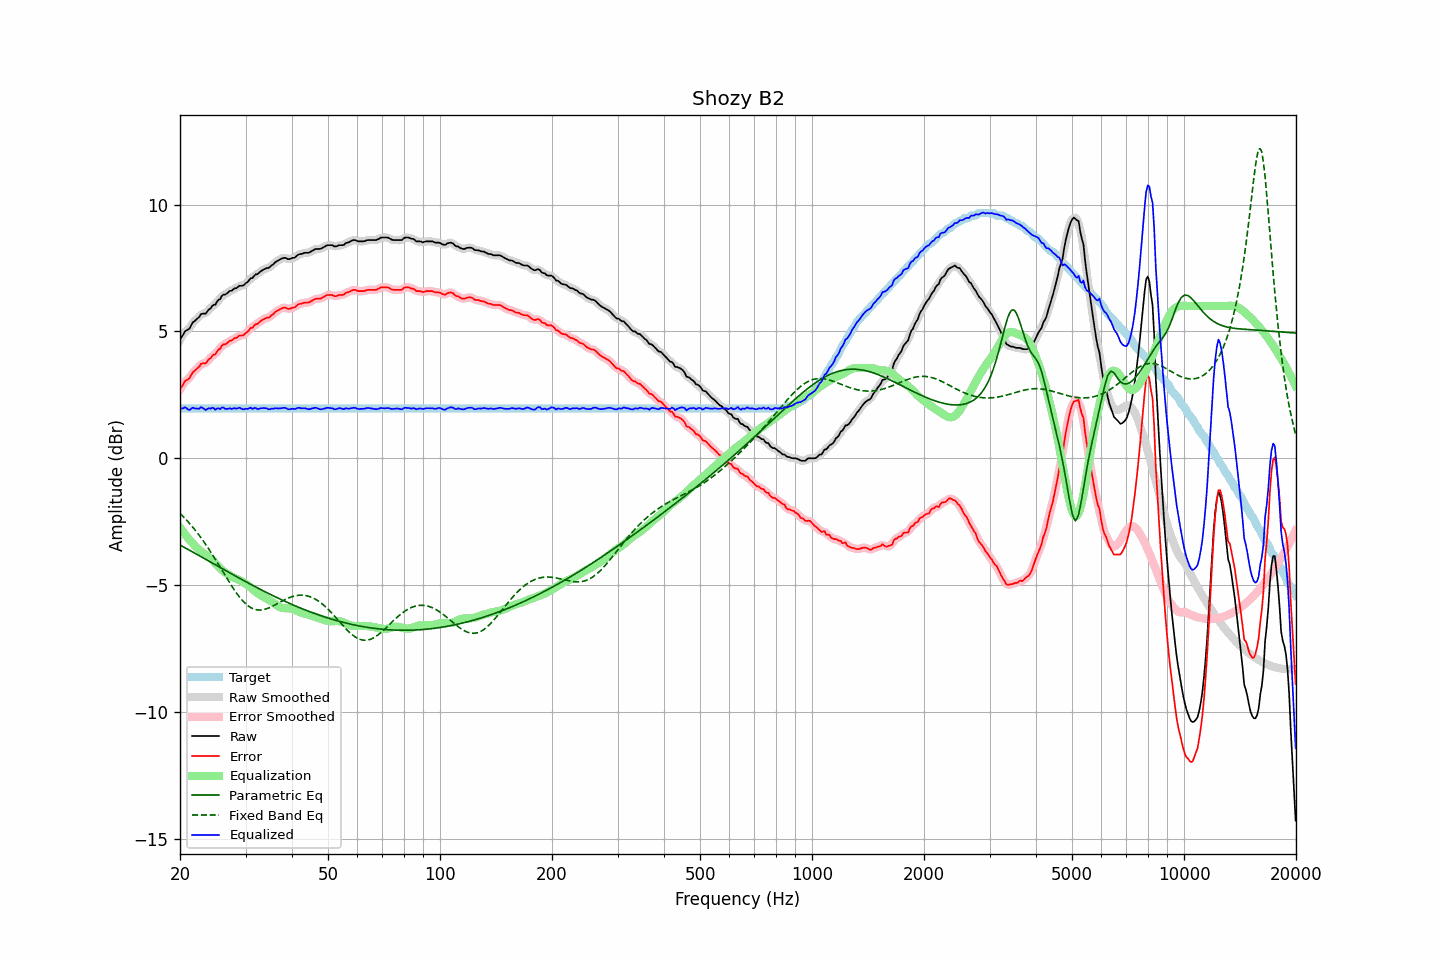 Shozy B2
Amplitude (dBr)
10
5
0
−5
−10
−15
Target
Raw Smoothed
Error Smoothed
Raw
Error
Equalization
Parametric Eq
Fixed Band Eq
Equalized
20 50 100 200 500 1000 2000 5000 10000 20000
Frequency (Hz)